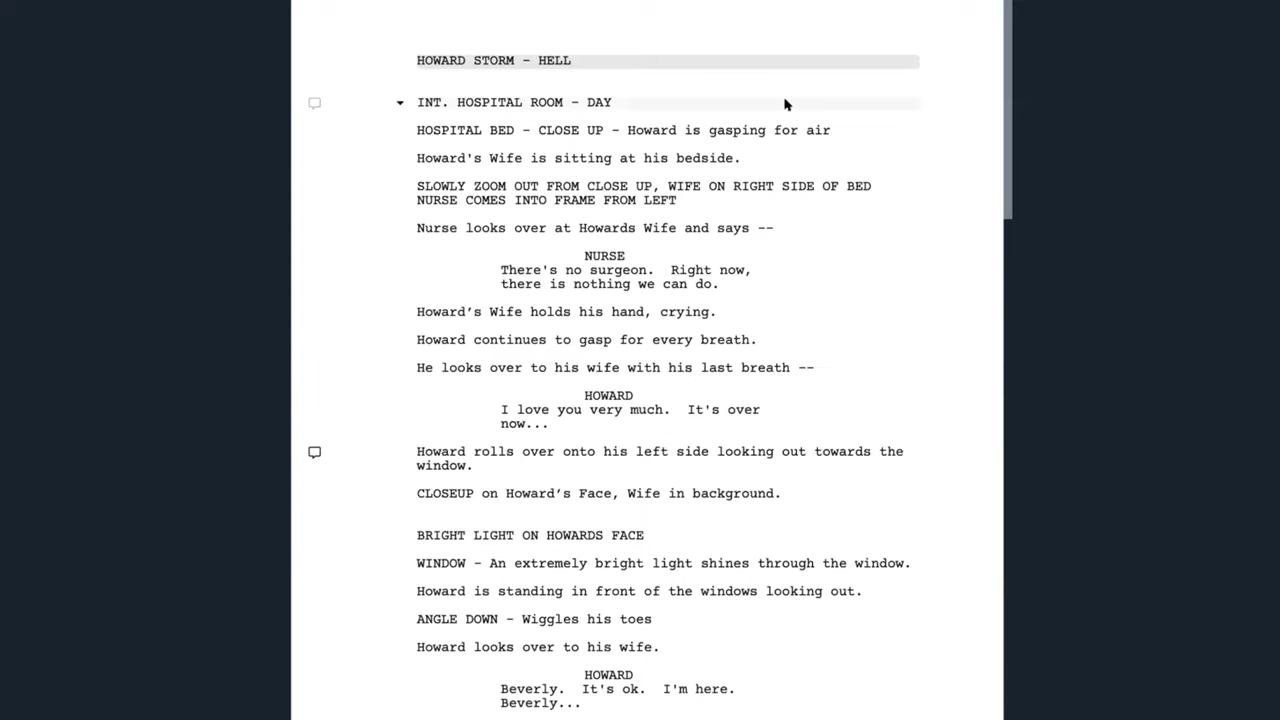 HOWARD STORM - HELL
INT. HOSPITAL ROOM - DAY
HOSPITAL BED - CLOSE UP - Howard is gasping for air
Howard's Wife is sitting at his bedside.
SLOWLY ZOOM OUT FROM CLOSE UP, WIFE ON RIGHT SIDE OF BED
NURSE COMES INTO FRAME FROM LEFT
Nurse looks over at Howards Wife and says --
NURSE
There's no surgeon.  Right now,
there is nothing we can do.
Howard’s Wife holds his hand, crying.
Howard continues to gasp for every breath.
He looks over to his wife with his last breath --
HOWARD
I love you very much.  It's over
now...
Howard rolls over onto his left side looking out towards the
window.
CLOSEUP on Howard’s Face, Wife in background.
BRIGHT LIGHT ON HOWARDS FACE
WINDOW - An extremely bright light shines through the window.
Howard is standing in front of the windows looking out.
ANGLE DOWN - Wiggles his toes
Howard looks over to his wife.
HOWARD
Beverly.  It's ok.  I'm here.
Beverly...